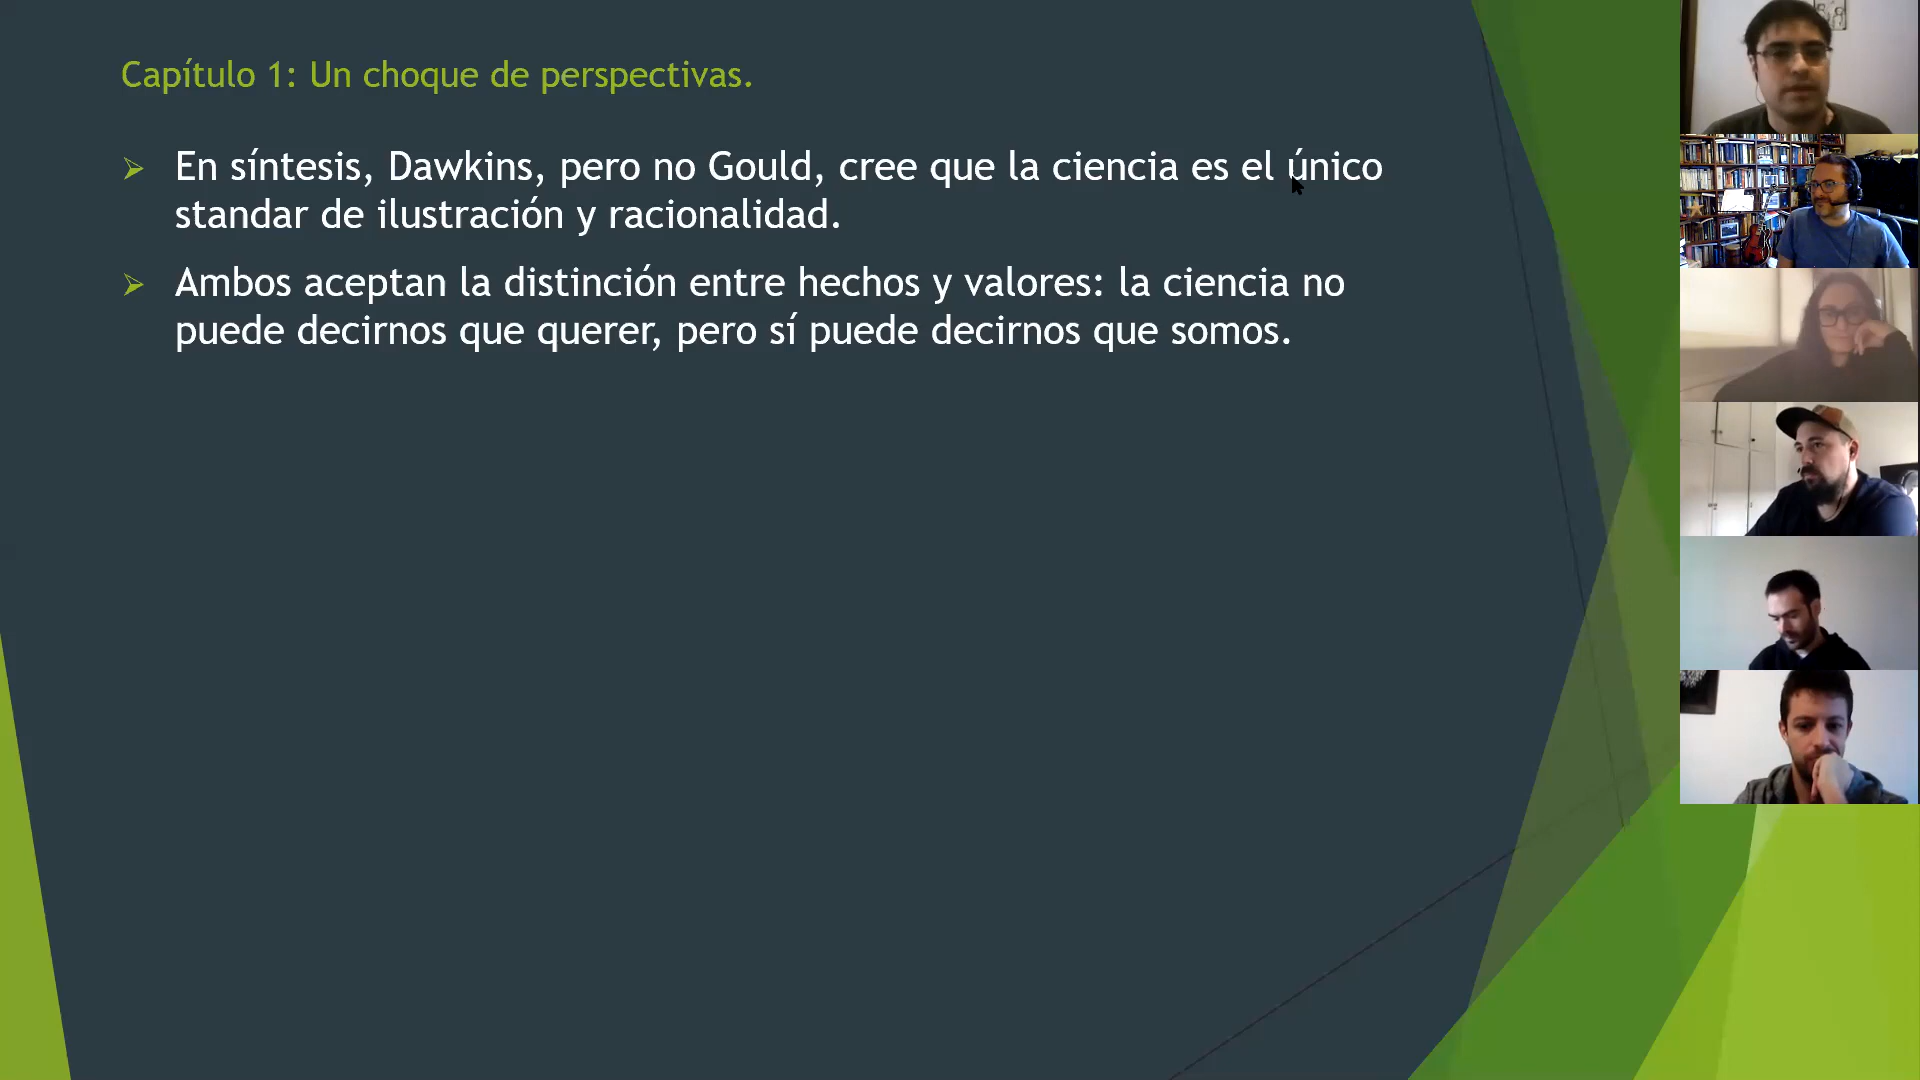 Capítulo 1: Un choque de perspectivas.
En síntesis, Dawkins, pero no Gould, cree que la ciencia es el único
standar de ilustración y racionalidad.
Ambos aceptan la distinción entre hechos y valores: la ciencia no
puede decirnos que querer, pero sí puede decirnos que somos.